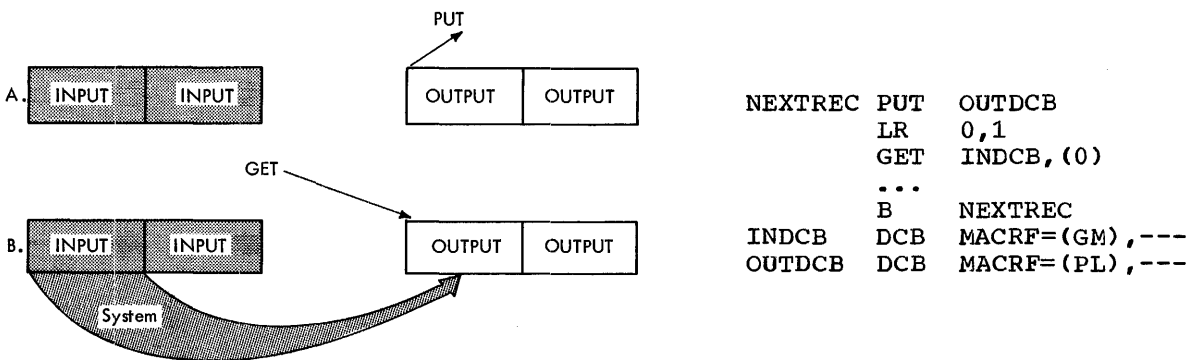 PUT
A. INPUT INPUT OUTPUT OUTPUT
GET
B. INPUT INPUT OUTPUT OUTPUT
System
NEXTREC PUT OUTDCB
LR 0,1
GET INDCB,(0)
...
B NEXTREC
INDCB DCB MACRF=(GM),---
OUTDCB DCB MACRF=(PL),---